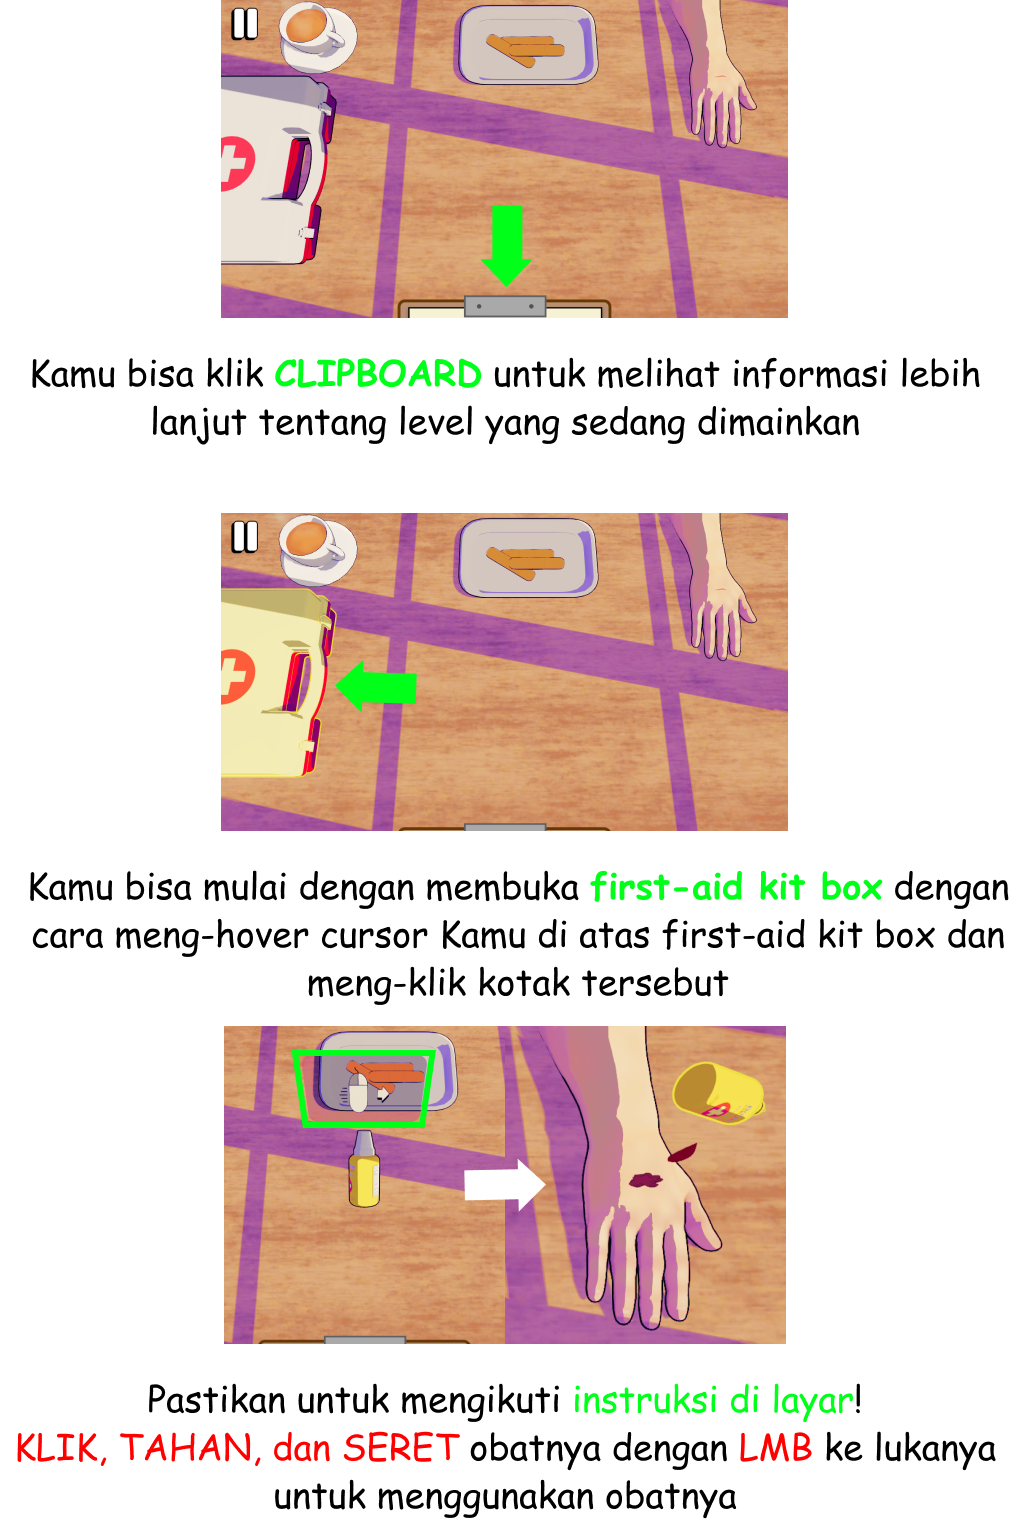 Kamu bisa klik CLIPBOARD untuk melihat informasi lebih
lanjut tentang level yang sedang dimainkan
Kamu bisa mulai dengan membuka first-aid kit box dengan
cara meng-hover cursor Kamu di atas first-aid kit box dan
meng-klik kotak tersebut
Pastikan untuk mengikuti instruksi di layar!
KLIK, TAHAN, dan SERET obatnya dengan LMB ke lukanya
untuk menggunakan obatnya